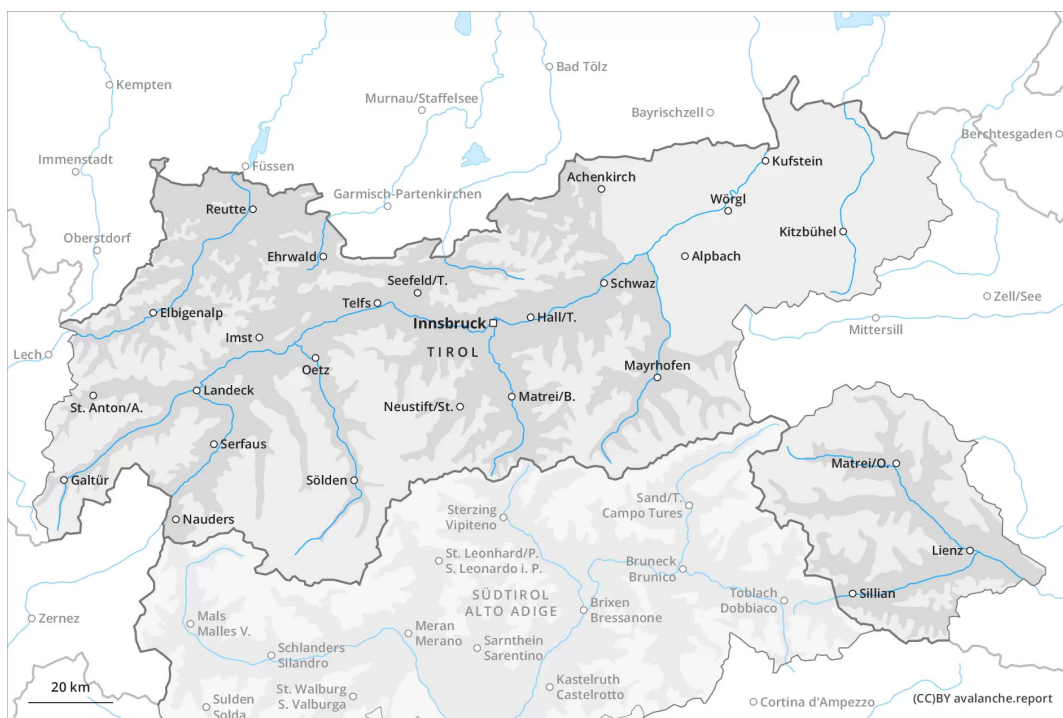 Kempten
Bad Tölz
Murnau/Staffelsee
Bayrischzell
Berchtesgaden
Immenstadt
Füssen
Kufstein
Achenkirch
Garmisch-Partenkirchen
Wörgl
Reutte
Kitzbühel
Oberstdorf
Ehrwald
Alpbach
Seefeld/T.
Schwaz
Zell/See
Telfs
Elbigenalp
Hall/T.
Innsbruck
Mittersill
Imst
Lech
TIROL
Oetz
Mayrhofen
Landeck
St. Anton/A.
Neustift/St.
Matrei/B.
Serfaus
Matrei/O.
Galtür
Sölden
Sand/T.
Campo Tures
Sterzing
Vipiteno
Nauders
Lienz
St. Leonhard/P.
S. Leonardo i. P.
Bruneck
Brunico
Sillian
SÜDTIROL
ALTO ADIGE
Toblach
Dobbiaco
Brixen
Bressanone
Zernez
Mals
Malles V.
Meran
Merano
Sarnthein
Sarentino
Schlanders
Silandro
Kastelruth
Castelrotto
St. Walburg
S. Valburga
20 km
Sulden
Solda
Cortina d'Ampezzo
(CC)BY avalanche.report